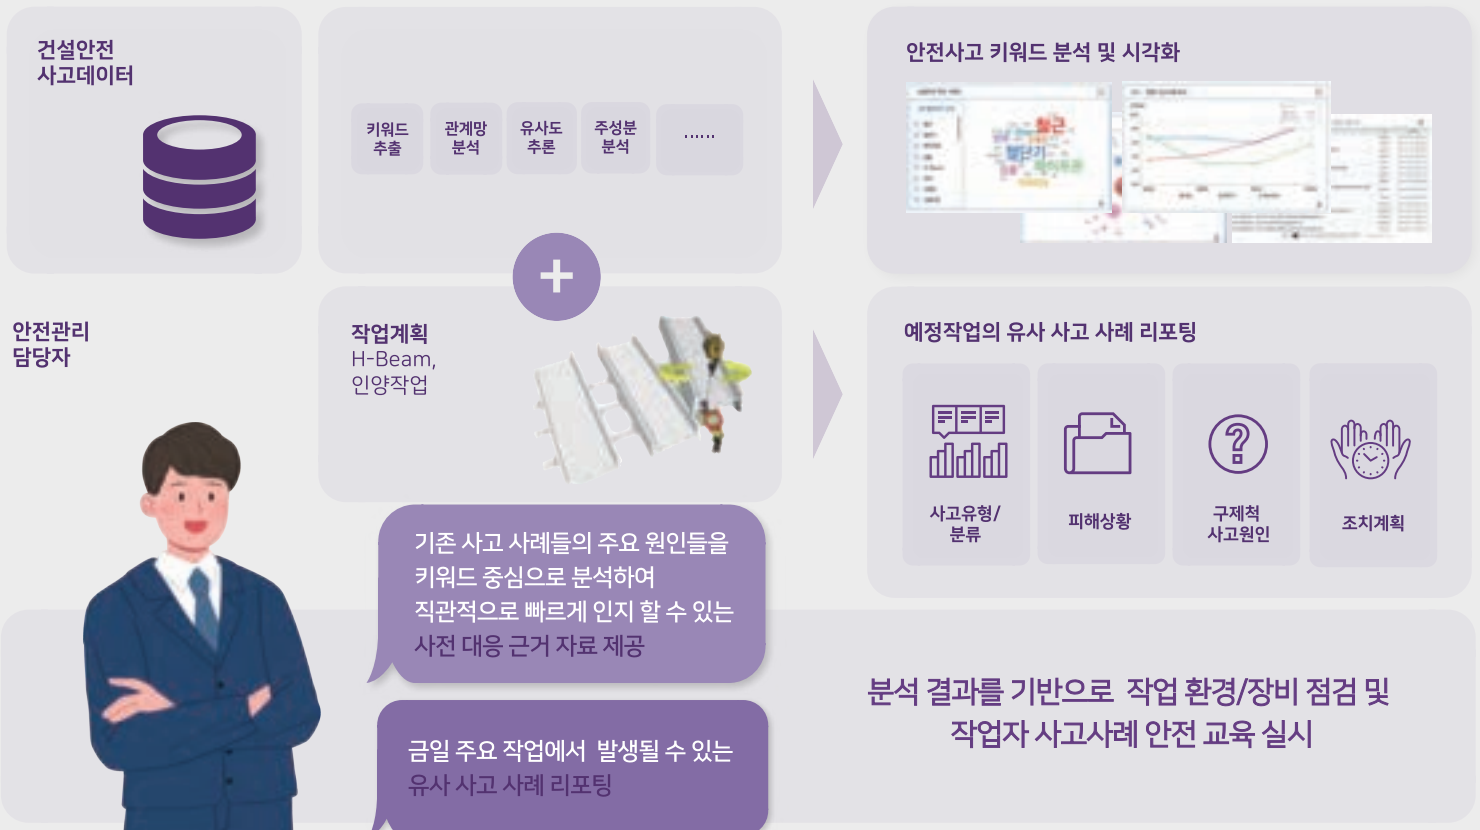 건설안전
사고데이터
키워드
추출
관계망
분석
유사도
추론
주성분
분석
......
안전사고 키워드 분석 및 시각화
철근
안전관리
담당자
작업계획
H-Beam,
인양작업
예정작업의 유사 사고 사례 리포팅
사고유형/
분류
피해상황
구제척
사고원인
조치계획
기존 사고 사례들의 주요 원인들을
키워드 중심으로 분석하여
직관적으로 빠르게 인지 할 수 있는
사전 대응 근거 자료 제공
금일 주요 작업에서 발생될 수 있는
유사 사고 사례 리포팅
분석 결과를 기반으로 작업 환경/장비 점검 및
작업자 사고사례 안전 교육 실시